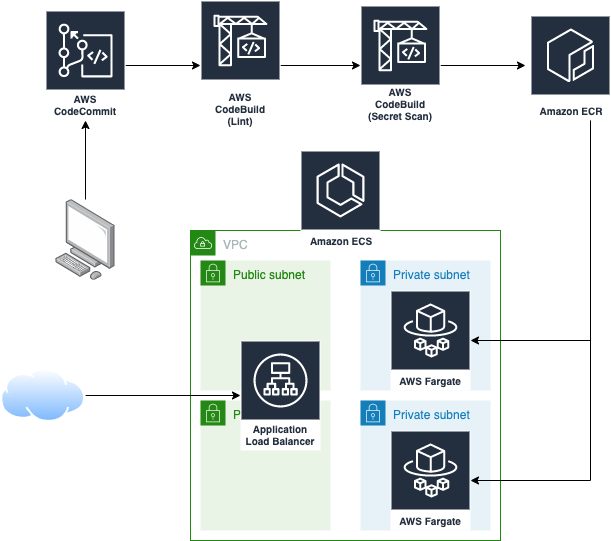 AWS
CodeCommit
AWS
CodeBuild
(Lint)
AWS
CodeBuild
(Secret Scan)
Amazon ECR
Amazon ECS
VPC
Public subnet
Private subnet
AWS Fargate
P
Private subnet
Application
Load Balancer
AWS Fargate